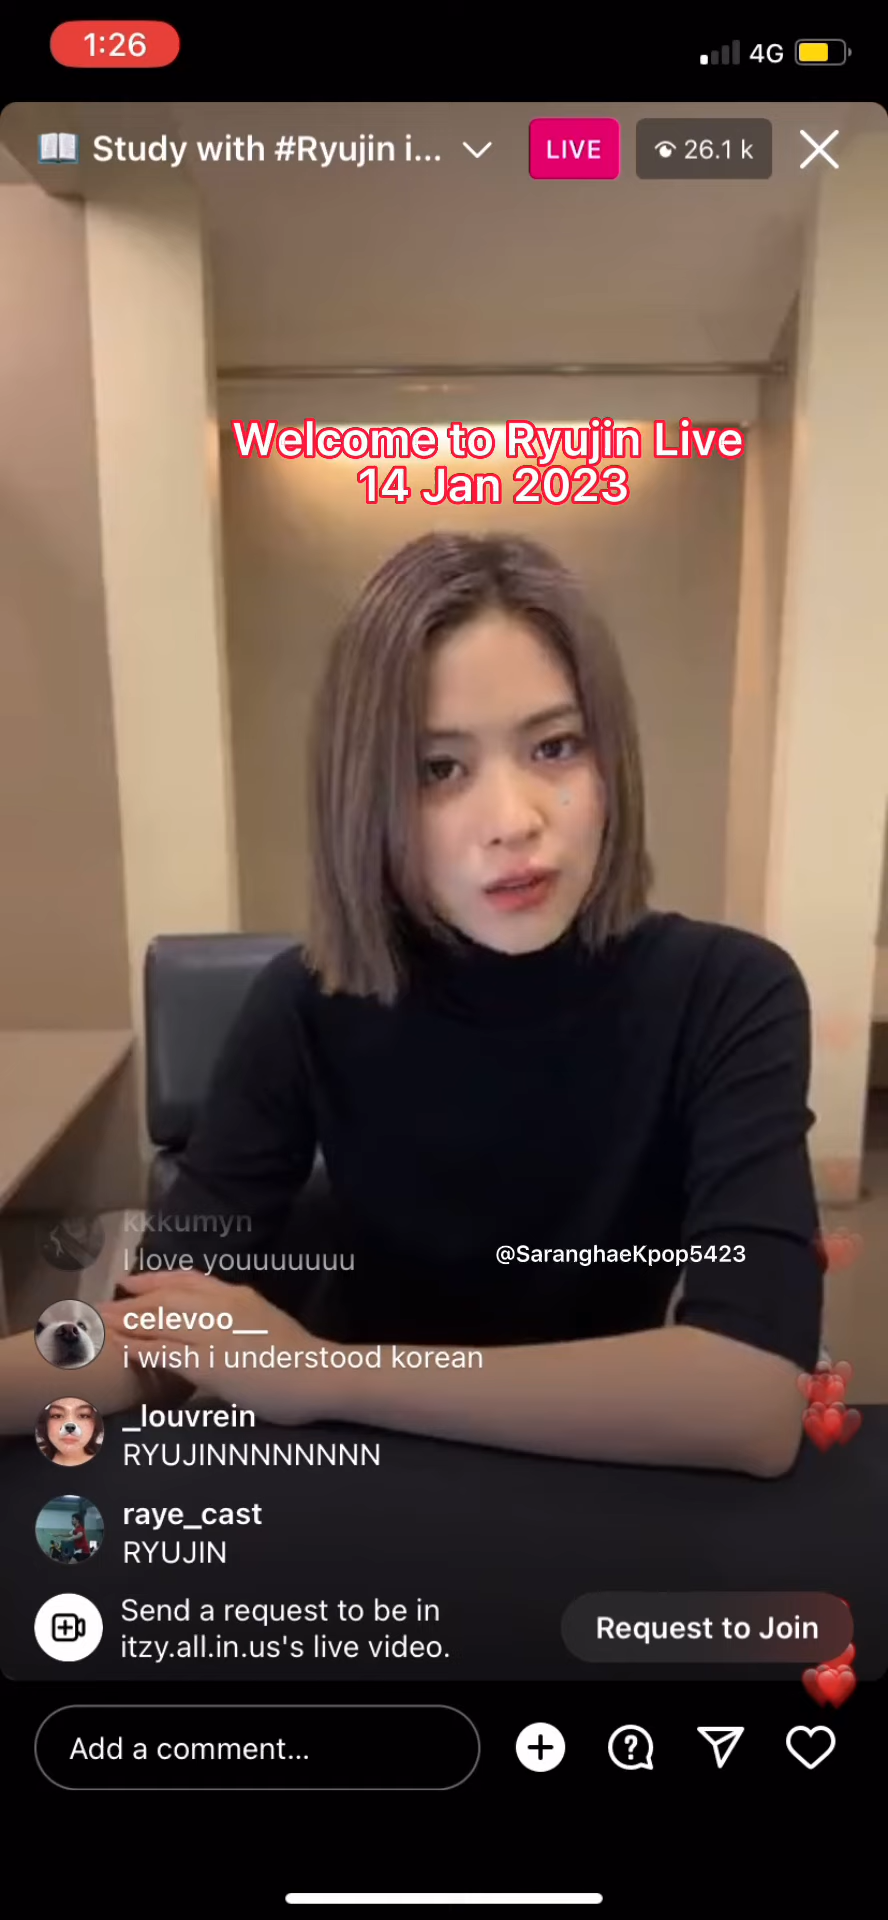 1:26
4G
📖 Study with #Ryujin i...
LIVE
26.1 k
Welcome to Ryujin Live
14 Jan 2023
kkkumyn
I love youuuuuuu
@SaranghaeKpop5423
celevoo__
i wish i understood korean
_louvrein
RYUJINNNNNNNN
raye_cast
RYUJIN
Send a request to be in
itzy.all.in.us's live video.
Request to Join
Add a comment...